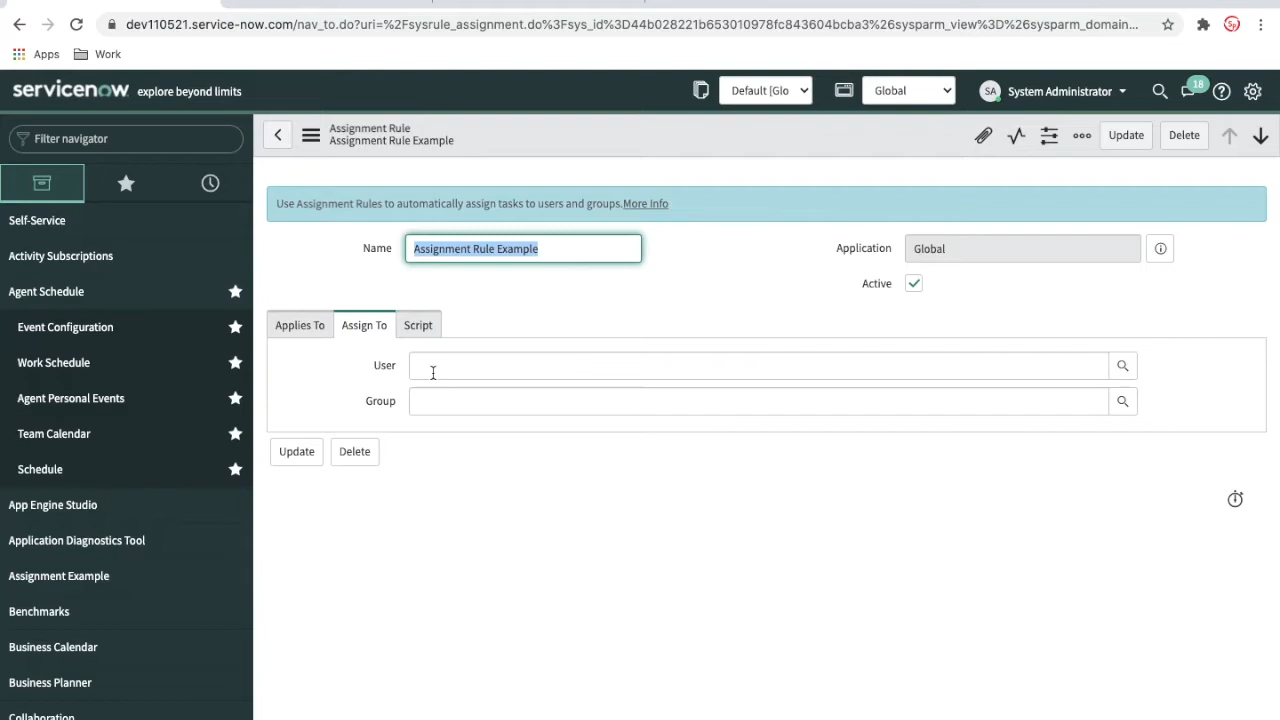 dev110521.service-now.com/nav_to.do?uri=%2Fsysrule_assignment.do%3Fsys_id%3D44b028221b653010978fc843604bcba3%26sysparm_view%3D%26sysparm_domain...
Apps Work
servicenow explore beyond limits
Default [Glo Global SA System Administrator 18
Filter navigator
Assignment Rule
Assignment Rule Example
Update Delete
Self-Service
Activity Subscriptions
Agent Schedule
Event Configuration
Work Schedule
Agent Personal Events
Team Calendar
Schedule
App Engine Studio
Application Diagnostics Tool
Assignment Example
Benchmarks
Business Calendar
Business Planner
Collaboration
Use Assignment Rules to automatically assign tasks to users and groups.More Info
Name Assignment Rule Example
Application Global
Active
Applies To Assign To Script
User
Group
Update Delete